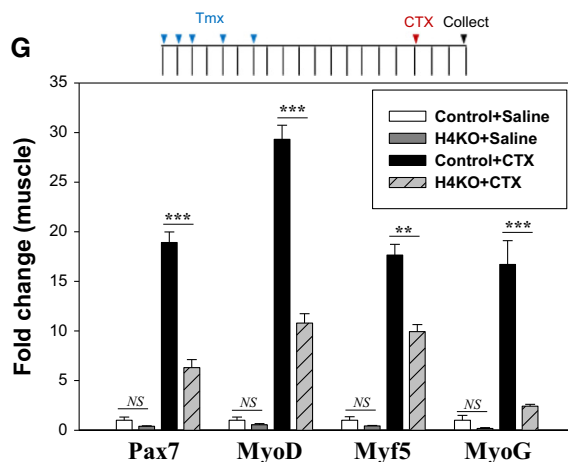 Tmx
CTX
Collect
G
Fold change (muscle)
35
30
25
20
15
10
5
0
Control+Saline
H4KO+Saline
Control+CTX
H4KO+CTX
***
***
**
***
NS
NS
NS
NS
Pax7
MyoD
Myf5
MyoG